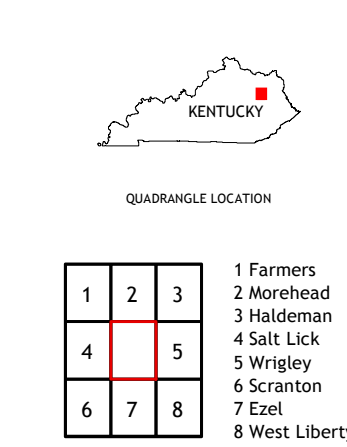 KENTUCKY
QUADRANGLE LOCATION
1 2 3
4 5
6 7 8
1 Farmers
2 Morehead
3 Haldeman
4 Salt Lick
5 Wrigley
6 Scranton
7 Ezel
8 West Liberty